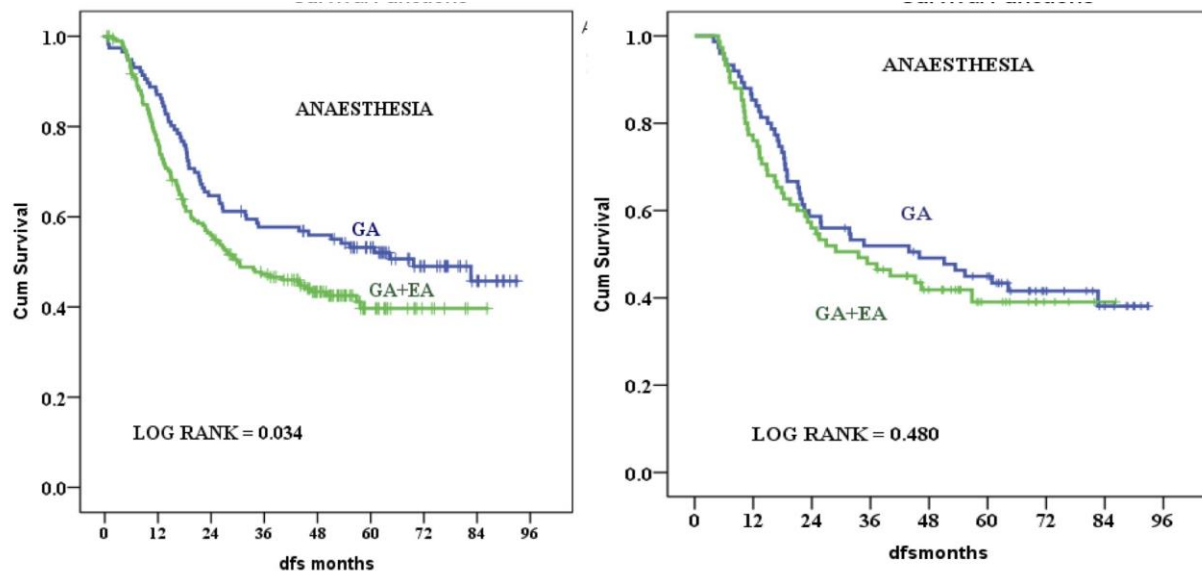 1.0
0.8
0.6
0.4
0.2
0.0
Cum Survival
ANAESTHESIA
GA
GA+EA
LOG RANK = 0.034
0 12 24 36 48 60 72 84 96
dfs months
1.0
0.8
0.6
0.4
0.2
0.0
Cum Survival
ANAESTHESIA
GA
GA+EA
LOG RANK = 0.480
0 12 24 36 48 60 72 84 96
dfsmonths